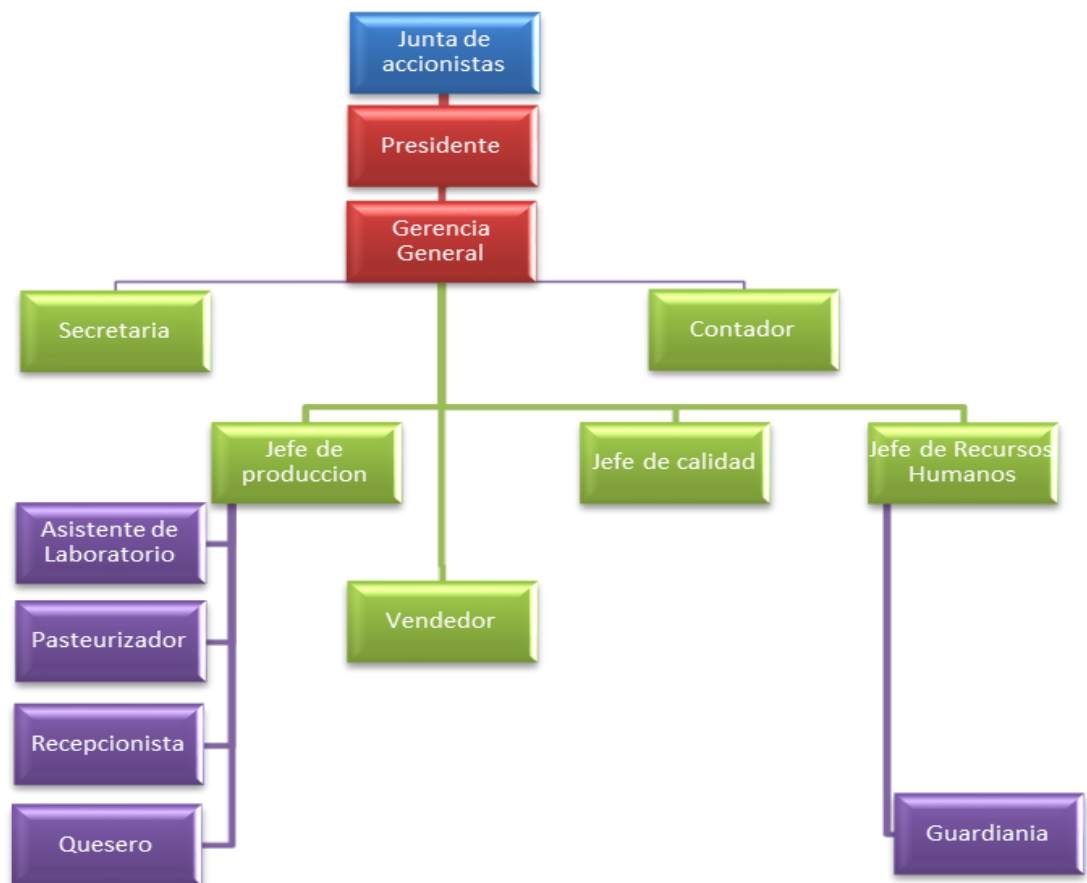 Junta de
accionistas
Presidente
Gerencia
General
Secretaria
Contador
Jefe de
produccion
Jefe de calidad
Jefe de Recursos
Humanos
Asistente de
Laboratorio
Pasteurizador
Vendedor
Recepcionista
Quesero
Guardiania